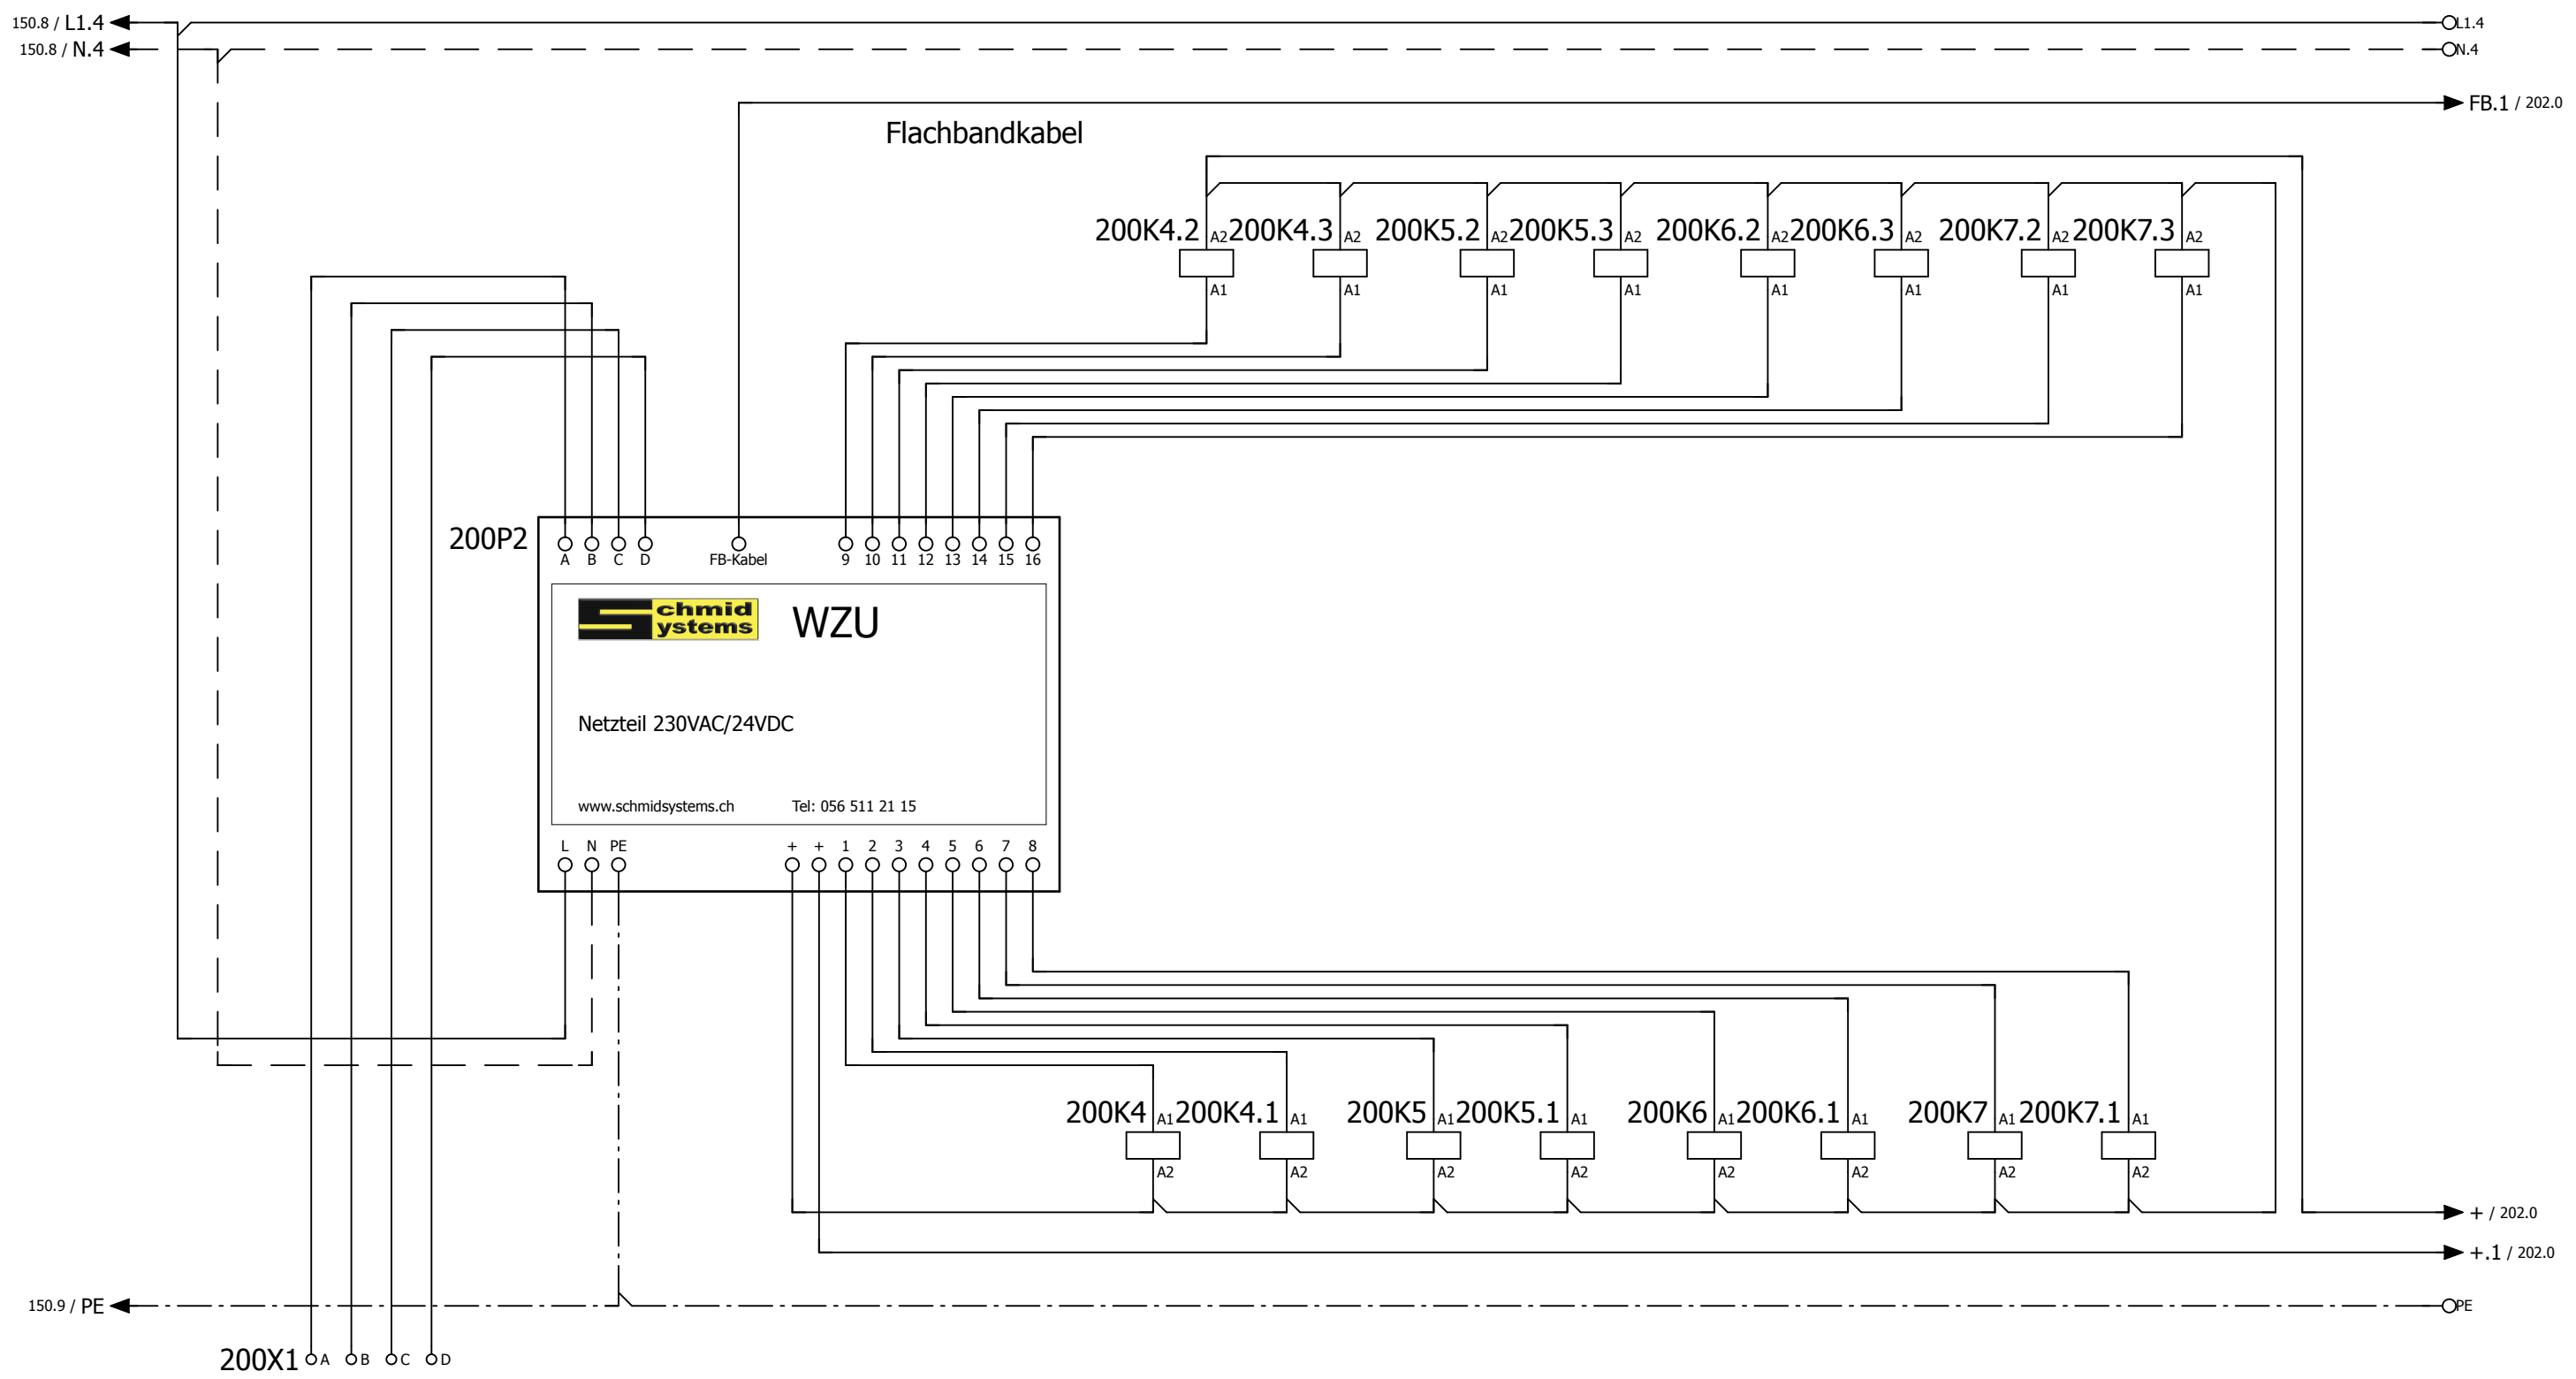 150.8 / L1.4
L1.4
150.8 / N.4
N.4
FB.1 / 202.0
Flachbandkabel
200K4.2 A2 200K4.3 A2 200K5.2 A2 200K5.3 A2 200K6.2 A2 200K6.3 A2 200K7.2 A2 200K7.3 A2
A1 A1 A1 A1 A1 A1 A1 A1
200P2
A B C D FB-Kabel 9 10 11 12 13 14 15 16
Schmid
Systems
WZU
Netzteil 230VAC/24VDC
www.schmidsystems.ch Tel: 056 511 21 15
L N PE + + 1 2 3 4 5 6 7 8
200K4 A1 200K4.1 A1 200K5 A1 200K5.1 A1 200K6 A1 200K6.1 A1 200K7 A1 200K7.1 A1
A2 A2 A2 A2 A2 A2 A2 A2
+ / 202.0
+.1 / 202.0
150.9 / PE
PE
200X1 A B C D